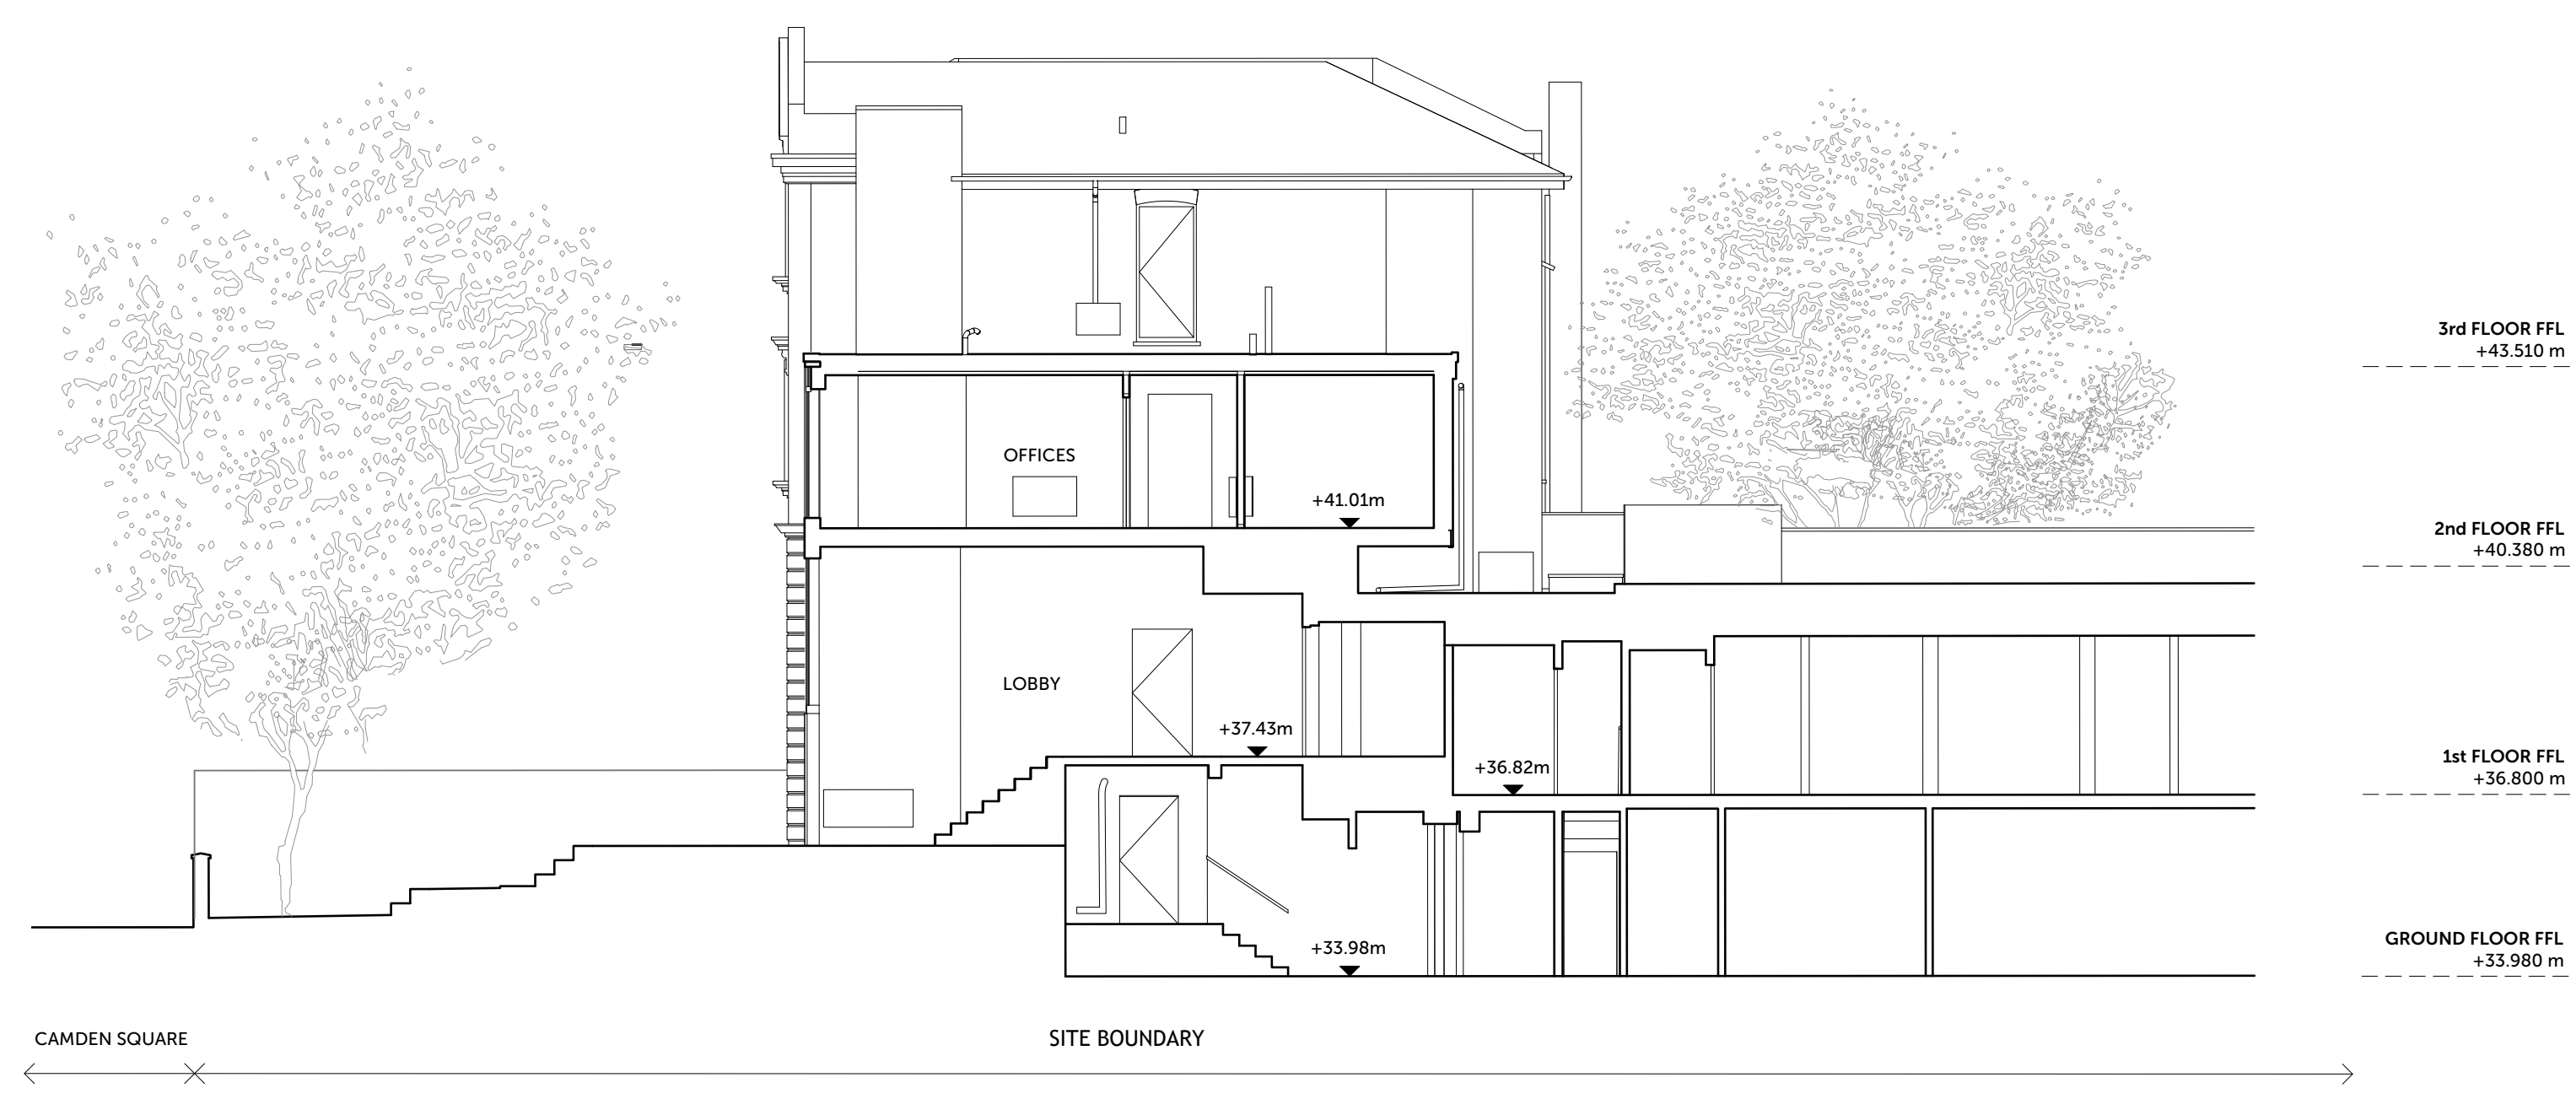 3rd FLOOR FFL
+43.510 m
OFFICES
+41.01m
2nd FLOOR FFL
+40.380 m
LOBBY
+37.43m
+36.82m
1st FLOOR FFL
+36.800 m
+33.98m
GROUND FLOOR FFL
+33.980 m
CAMDEN SQUARE
SITE BOUNDARY